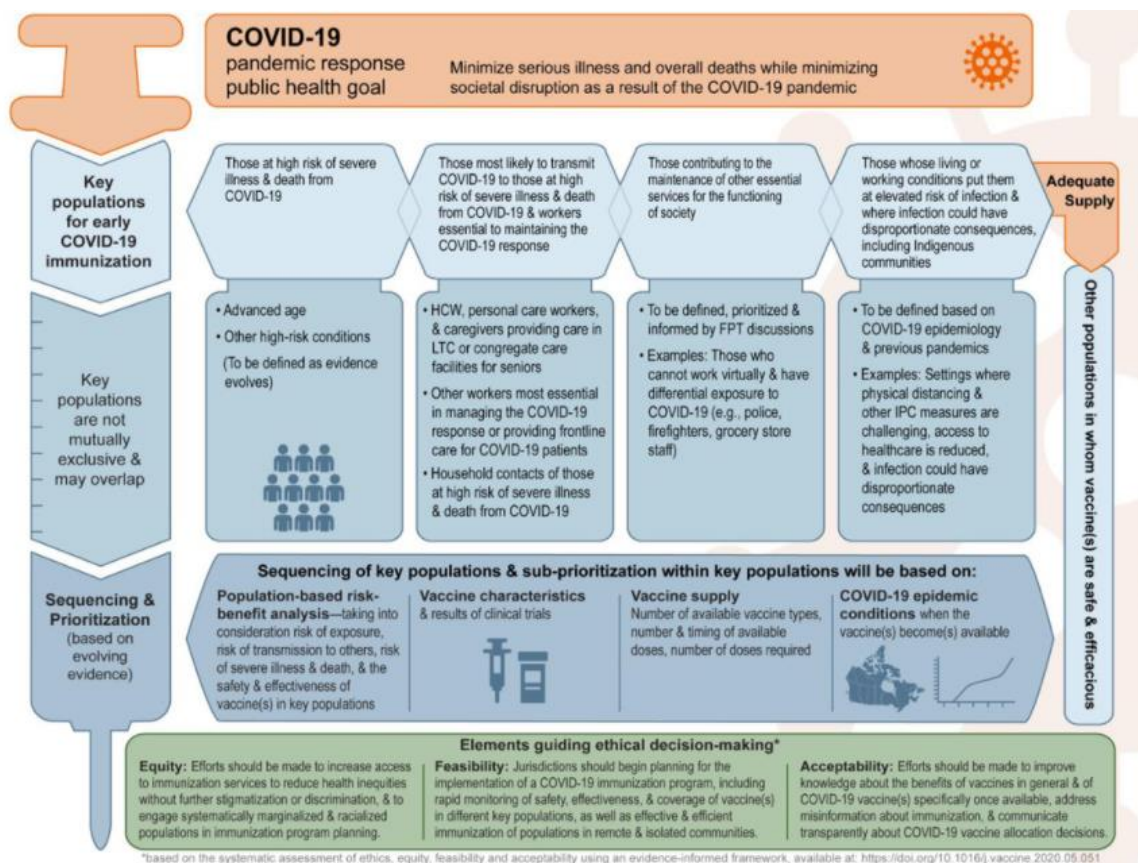 COVID-19
pandemic response
public health goal
Minimize serious illness and overall deaths while minimizing
societal disruption as a result of the COVID-19 pandemic
Key
populations
for early
COVID-19
immunization
Those at high risk of severe
illness & death from
COVID-19
Those most likely to transmit
COVID-19 to those at high
risk of severe illness & death
from COVID-19 & workers
essential to maintaining the
COVID-19 response
Those contributing to the
maintenance of other essential
services for the functioning
of society
Those whose living or
working conditions put them
at elevated risk of infection &
where infection could have
disproportionate consequences,
including Indigenous
communities
Adequate
Supply
Key
populations
are not
mutually
exclusive &
may overlap
• Advanced age
• Other high-risk conditions
(To be defined as evidence
evolves)
• HCW, personal care workers,
& caregivers providing care in
LTC or congregate care
facilities for seniors
• Other workers most essential
in managing the COVID-19
response or providing frontline
care for COVID-19 patients
• Household contacts of those
at high risk of severe illness
& death from COVID-19
• To be defined, prioritized &
informed by FPT discussions
• Examples: Those who
cannot work virtually & have
differential exposure to
COVID-19 (e.g., police,
firefighters, grocery store
staff)
• To be defined based on
COVID-19 epidemiology
& previous pandemics
• Examples: Settings where
physical distancing &
other IPC measures are
challenging, access to
healthcare is reduced,
& infection could have
disproportionate
consequences
Other populations in whom vaccine(s) are safe & efficacious
Sequencing &
Prioritization
(based on
evolving
evidence)
Sequencing of key populations & sub-prioritization within key populations will be based on:
Population-based risk-
benefit analysis—taking into
consideration risk of exposure,
risk of transmission to others, risk
of severe illness & death, & the
safety & effectiveness of
vaccine(s) in key populations
Vaccine characteristics
& results of clinical trials
Vaccine supply
Number of available vaccine types,
number & timing of available
doses, number of doses required
COVID-19 epidemic
conditions when the
vaccine(s) become(s) available
Elements guiding ethical decision-making*
Equity: Efforts should be made to increase access
to immunization services to reduce health inequities
without further stigmatization or discrimination, & to
engage systematically marginalized & racialized
populations in immunization program planning.
Feasibility: Jurisdictions should begin planning for the
implementation of a COVID-19 immunization program, including
rapid monitoring of safety, effectiveness, & coverage of vaccine(s)
in different key populations, as well as effective & efficient
immunization of populations in remote & isolated communities.
Acceptability: Efforts should be made to improve
knowledge about the benefits of vaccines in general & of
COVID-19 vaccine(s) specifically once available, address
misinformation about immunization, & communicate
transparently about COVID-19 vaccine allocation decisions.
*based on the systematic assessment of ethics, equity, feasibility and acceptability using an evidence-informed framework, available at: https://doi.org/10.1016/j.vaccine.2020.05.051